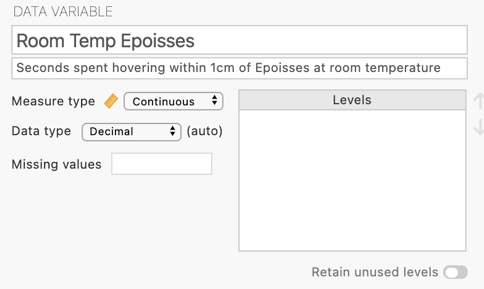 DATA VARIABLE
Room Temp Epoisses
Seconds spent hovering within 1cm of Epoisses at room temperature
Measure type Continuous
Levels
Data type Decimal (auto)
Missing values
Retain unused levels